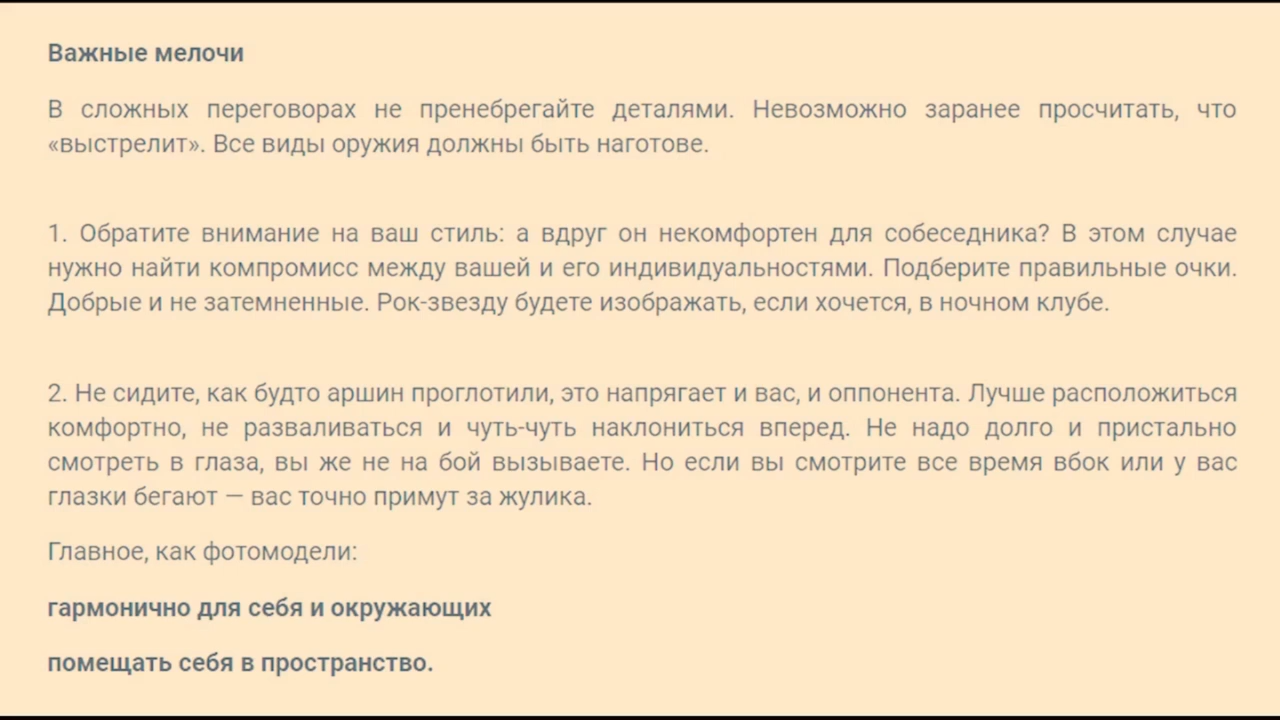 Важные мелочи
В сложных переговорах не пренебрегайте деталями. Невозможно заранее просчитать, что
«выстрелит». Все виды оружия должны быть наготове.
1. Обратите внимание на ваш стиль: а вдруг он некомфортен для собеседника? В этом случае
нужно найти компромисс между вашей и его индивидуальностями. Подберите правильные очки.
Добрые и не затемненные. Рок-звезду будете изображать, если хочется, в ночном клубе.
2. Не сидите, как будто аршин проглотили, это напрягает и вас, и оппонента. Лучше расположиться
комфортно, не разваливаться и чуть-чуть наклониться вперед. Не надо долго и пристально
смотреть в глаза, вы же не на бой вызываете. Но если вы смотрите все время вбок или у вас
глазки бегают — вас точно примут за жулика.
Главное, как фотомодели:
гармонично для себя и окружающих
помещать себя в пространство.